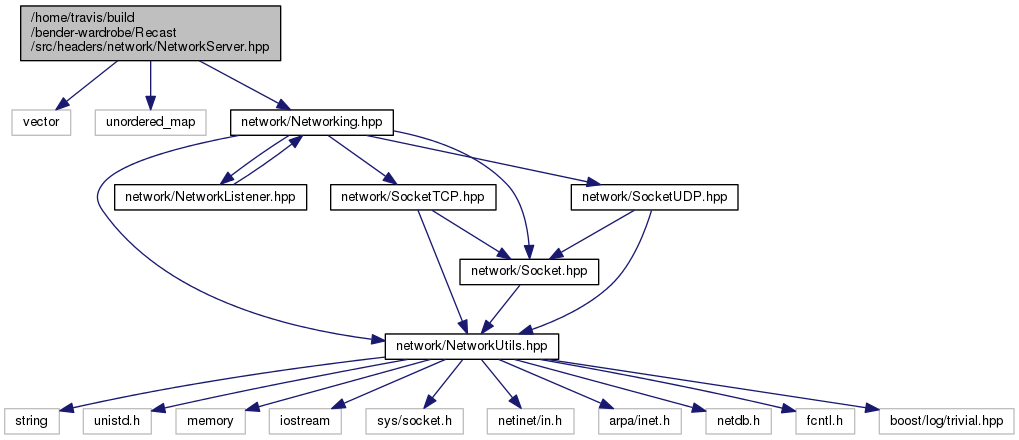 /home/travis/build
/bender-wardrobe/Recast
/src/headers/network/NetworkServer.hpp
vector
unordered_map
network/Networking.hpp
network/NetworkListener.hpp
network/SocketTCP.hpp
network/SocketUDP.hpp
network/Socket.hpp
network/NetworkUtils.hpp
string
unistd.h
memory
iostream
sys/socket.h
netinet/in.h
arpa/inet.h
netdb.h
fcntl.h
boost/log/trivial.hpp